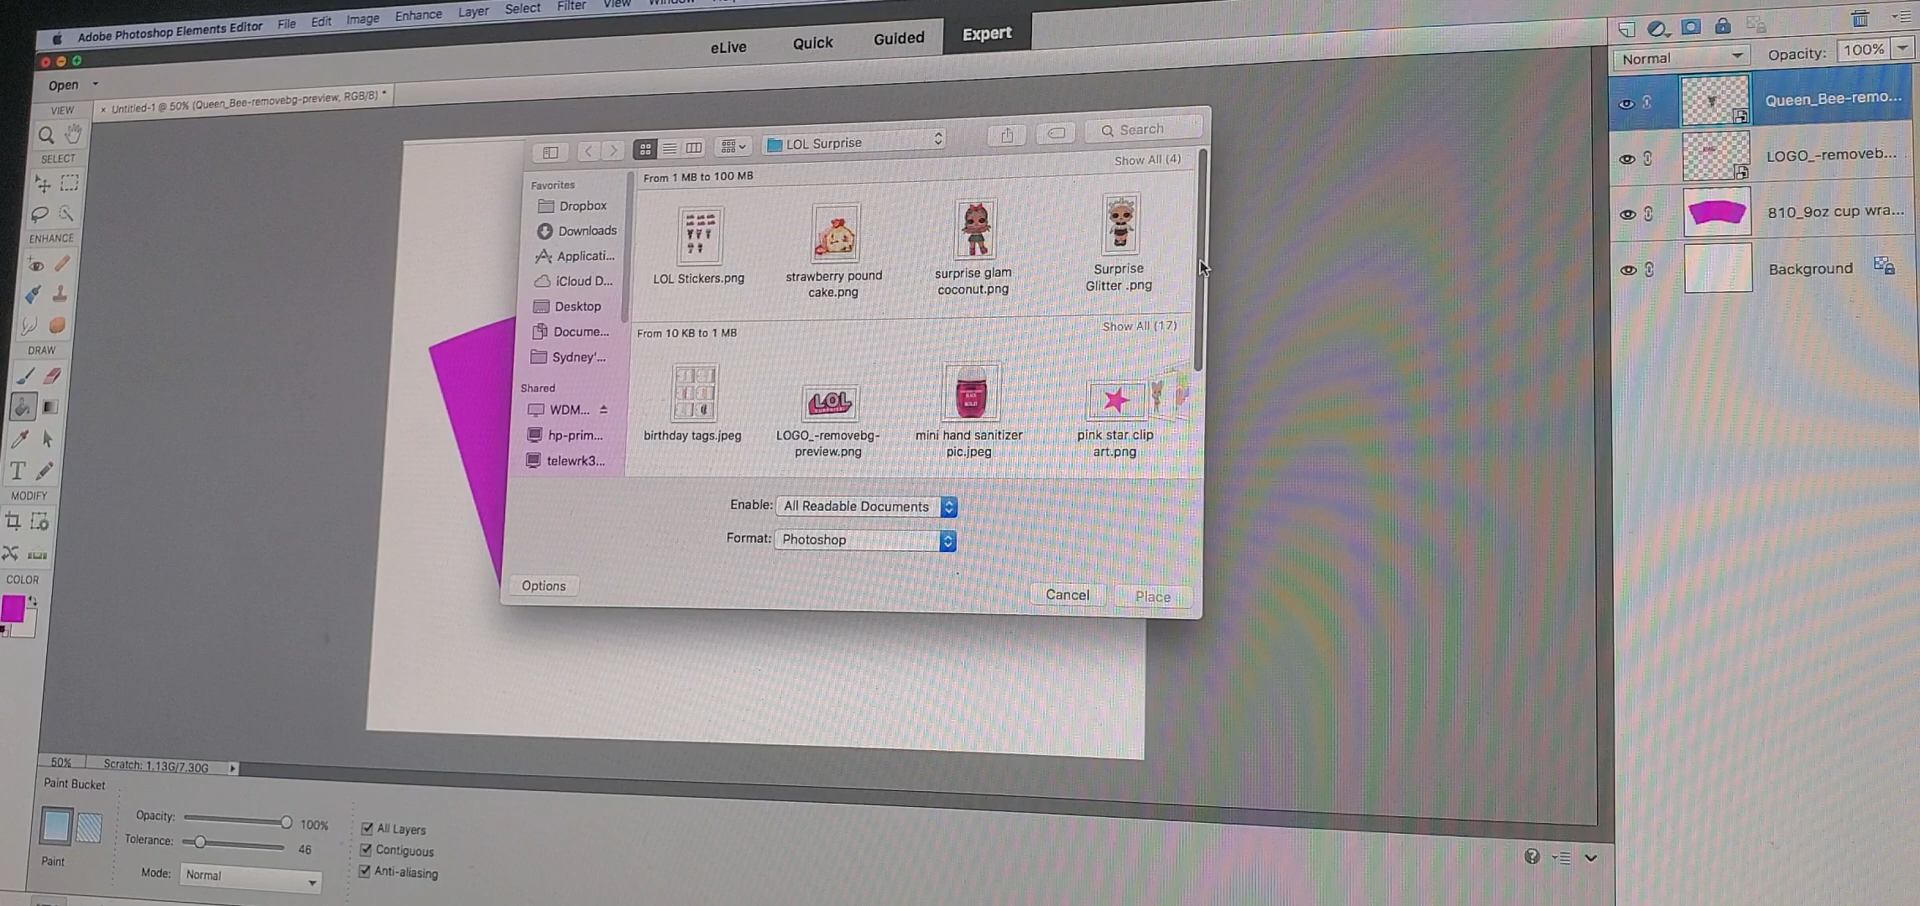 Adobe Photoshop Elements Editor File Edit Image Enhance Layer Select Filter View
eLive Quick Guided Expert
Open
× Untitled-1 @ 50% (Queen_Bee-removebg-preview, RGB/8) *
VIEW
SELECT
ENHANCE
DRAW
T
MODIFY
COLOR
LOL Surprise
Search
Favorites
Dropbox
Downloads
Applicati...
iCloud D...
Desktop
Docume...
Sydney'...
Shared
WDM...
hp-prim...
telewrk3...
From 1 MB to 100 MB
Show All (4)
LOL Stickers.png
strawberry pound
cake.png
surprise glam
coconut.png
Surprise
Glitter .png
From 10 KB to 1 MB
Show All (17)
LOL
birthday tags.jpeg
LOGO_-removebg-
preview.png
mini hand sanitizer
pic.jpeg
pink star clip
art.png
Enable: All Readable Documents
Format: Photoshop
Options
Cancel
Place
Normal
Opacity: 100%
Queen_Bee-remo...
LOGO_-removeb...
810_9oz cup wra...
Background
50% Scratch: 1.13G/7.30G
Paint Bucket
Paint
Opacity: 100%
Tolerance: 46
Mode: Normal
All Layers
Contiguous
Anti-aliasing